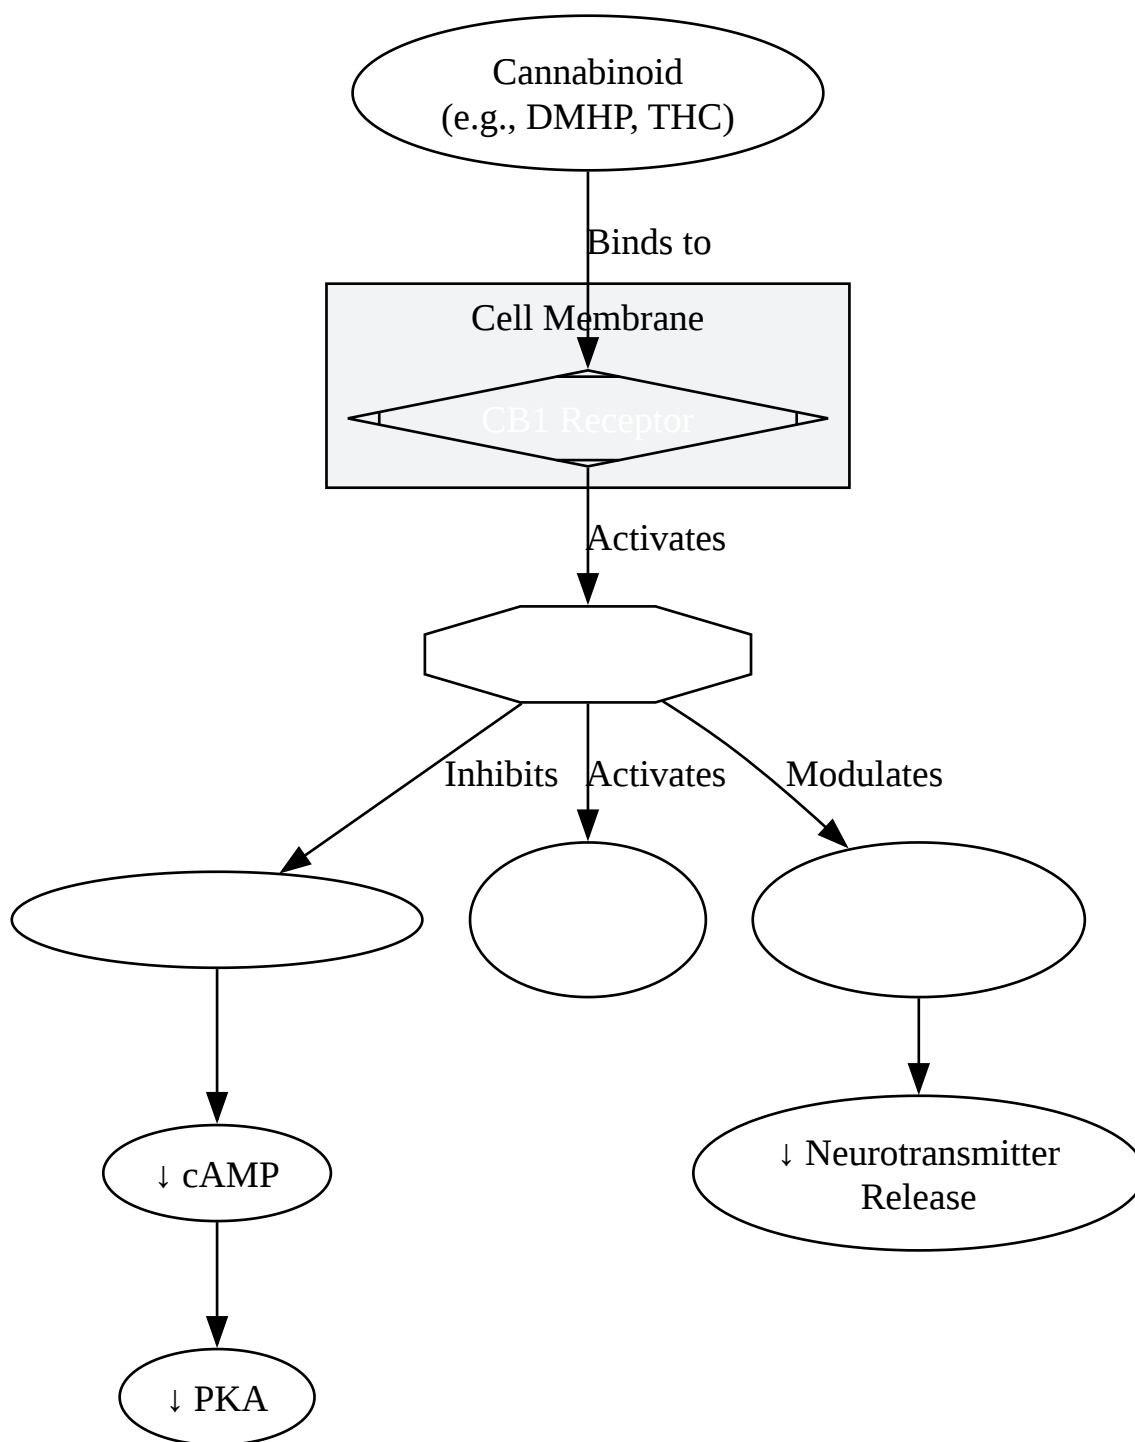 Cannabinoid
(e.g., DMHP, THC)
Binds to
Cell Membrane
CB1 Receptor
Activates
Inhibits
Activates
Modulates
↓ cAMP
↓ Neurotransmitter
Release
↓ PKA